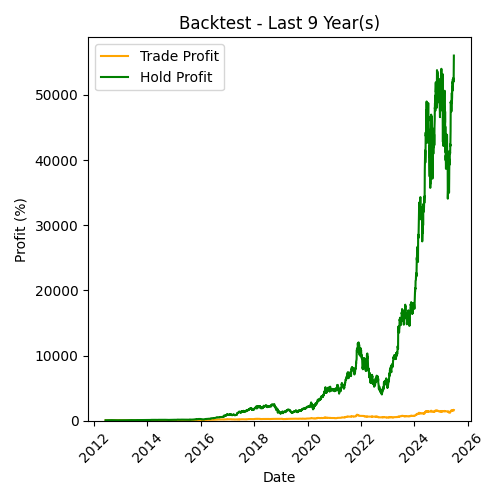 Backtest - Last 9 Year(s)
Trade Profit
Hold Profit
Profit (%)
50000
40000
30000
20000
10000
0
2012
2014
2016
2018
2020
2022
2024
2026
Date